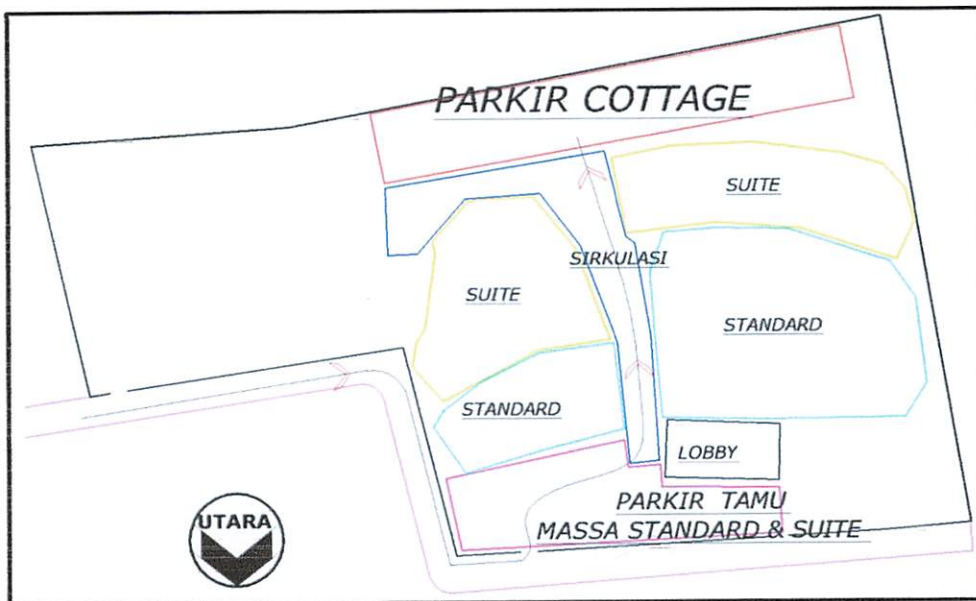 PARKIR COTTAGE
SUITE
SIRKULASI
SUITE
STANDARD
STANDARD
LOBBY
PARKIR TAMU
MASSA STANDARD & SUITE
UTARA